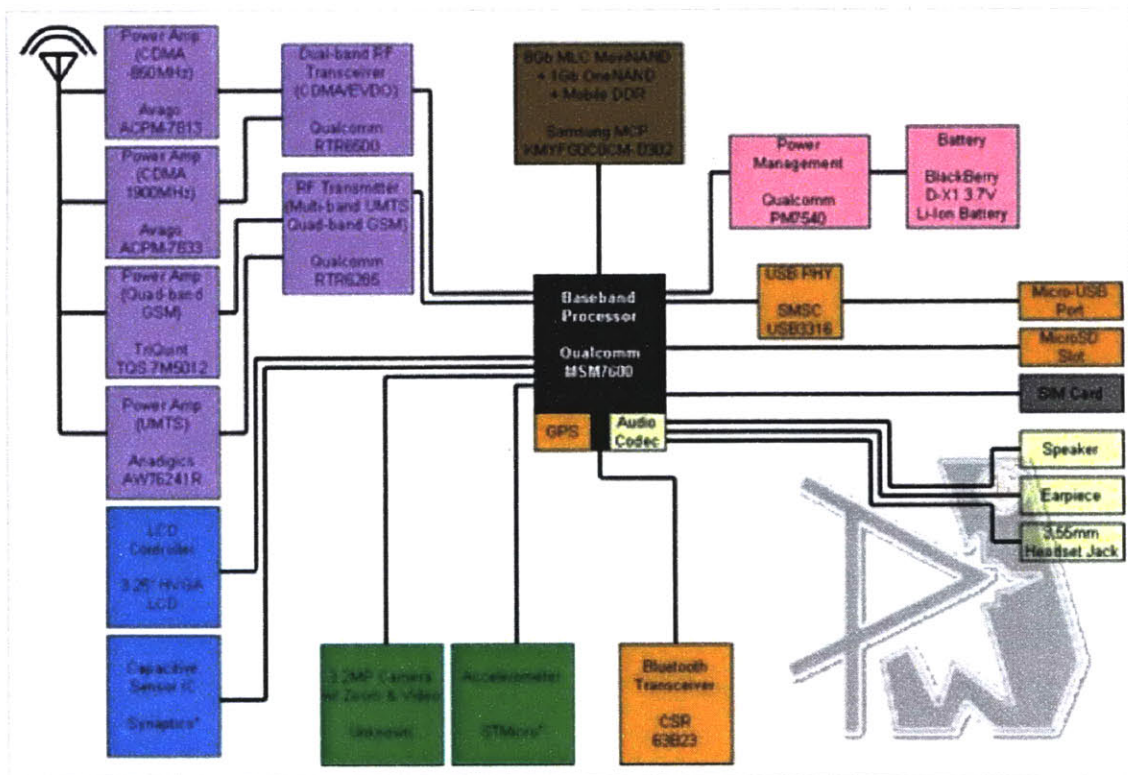 Power Amp
(CDMA
-850MHz)
Avago
ACPM-7813
Dual-band RF
Transceiver
(CDMA/EVDO)
Qualcomm
RTR6500
8Gb MLC MoviNAND
+ 1Gb OneNAND
+ Mobile DDR
Samsung MCP
Power
Management
Qualcomm
PM7540
Battery
BlackBerry
D-X1 3.7V
Li-Ion Battery
Power Amp
(CDMA
1900MHz)
Avago
ACPM-7833
RF Transmitter
(Multi-band UMTS
Quad-band GSM)
Qualcomm
RTR6285
Power Amp
(Quad-band
GSM)
TriQuint
TQS 7M5012
Baseband
Processor
Qualcomm
MSM7600
GPS
Audio
Codec
USB PHY
SMSC
USB3316
Micro-USB
Port
MicroSD
Slot
SIM Card
Speaker
Earpiece
3.55mm
Headset Jack
Power Amp
(UMTS)
Anadigics
AW76241R
LCD
Controller
3.25" HVGA
LCD
Capacitive
Sensor IC
Synaptics*
3.2MP Camera
w/ Zoom & Video
Unknown
Accelerometer
STMicro*
Bluetooth
Transceiver
CSR
63B23